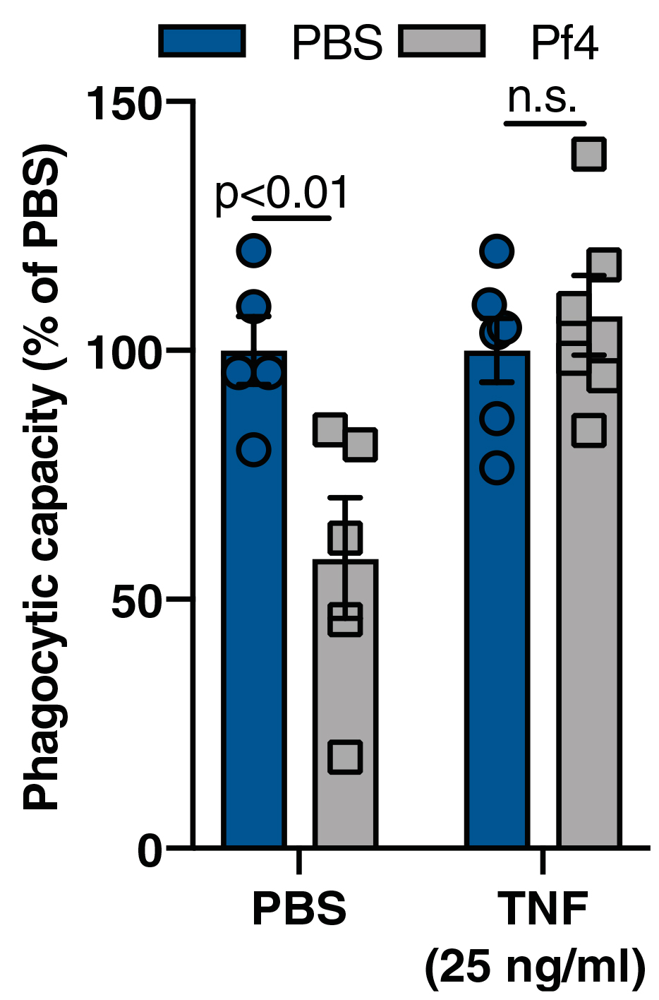 PBS Pf4
n.s.
150
p<0.01
100
50
0
Phagocytic capacity (% of PBS)
PBS TNF
(25 ng/ml)